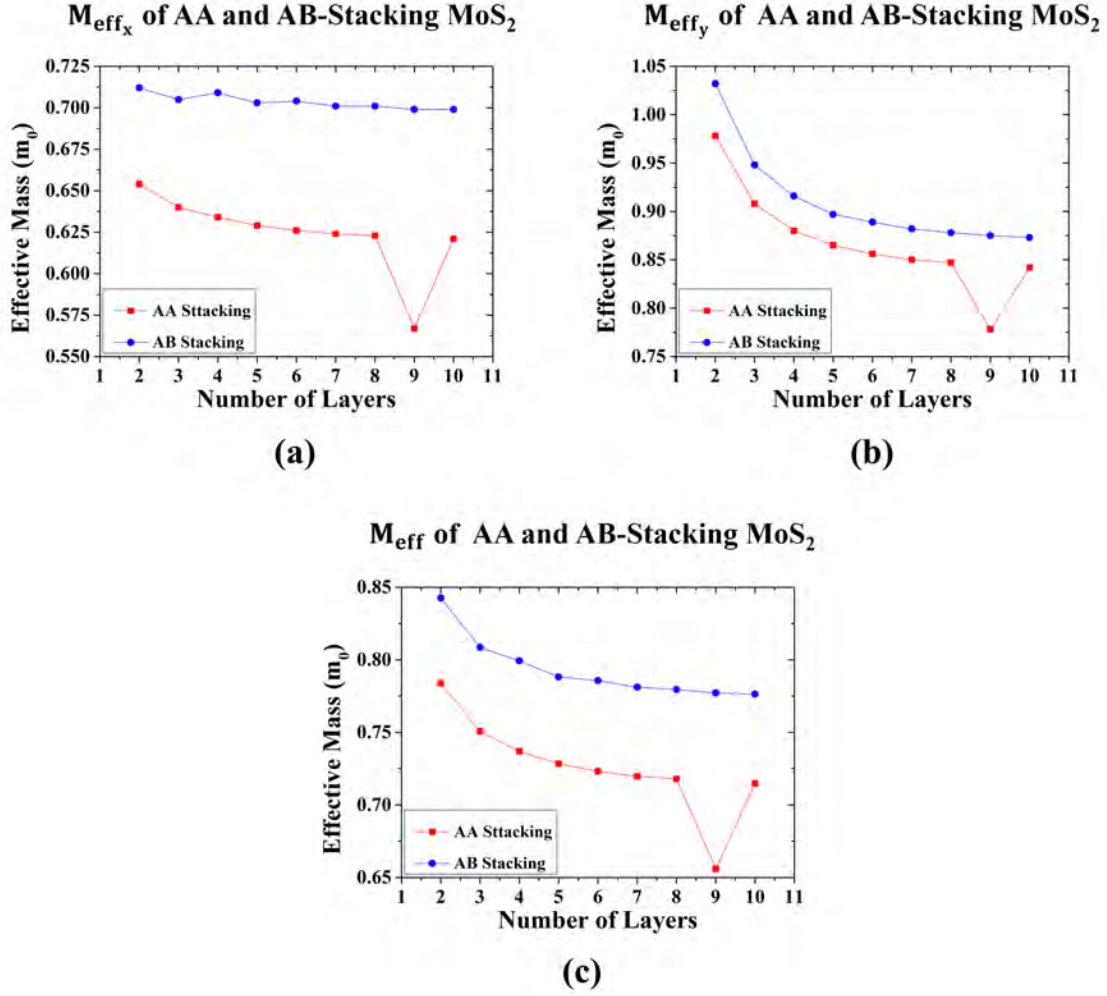 M_effx of AA and AB-Stacking MoS₂
Effective Mass (m₀)
0.725
0.700
0.675
0.650
0.625
0.600
0.575
0.550
AA Sttacking
AB Stacking
1 2 3 4 5 6 7 8 9 10 11
Number of Layers
(a)
M_effy of AA and AB-Stacking MoS₂
Effective Mass (m₀)
1.05
1.00
0.95
0.90
0.85
0.80
0.75
AA Sttacking
AB Stacking
1 2 3 4 5 6 7 8 9 10 11
Number of Layers
(b)
M_eff of AA and AB-Stacking MoS₂
Effective Mass (m₀)
0.85
0.80
0.75
0.70
0.65
AA Sttacking
AB Stacking
1 2 3 4 5 6 7 8 9 10 11
Number of Layers
(c)